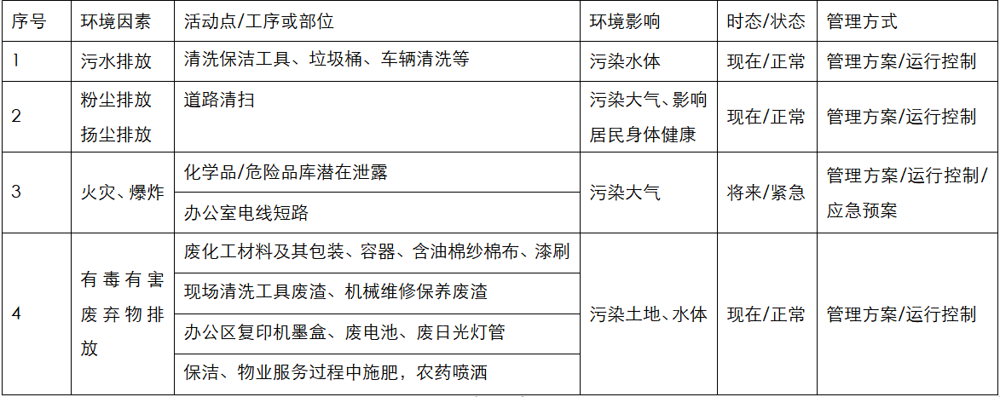 序号 环境因素 活动点/工序或部位 环境影响 时态/状态 管理方式
1 污水排放 清洗保洁工具、垃圾桶、车辆清洗等 污染水体 现在/正常 管理方案/运行控制
2 粉尘排放
扬尘排放 道路清扫 污染大气、影响
居民身体健康 现在/正常 管理方案/运行控制
3 火灾、爆炸 化学品/危险品库潜在泄露
办公室电线短路 污染大气 将来/紧急 管理方案/运行控制/
应急预案
4 有毒有害
废弃物排
放 废化工材料及其包装、容器、含油棉纱棉布、漆刷
现场清洗工具废渣、机械维修保养废渣
办公区复印机墨盒、废电池、废日光灯管
保洁、物业服务过程中施肥，农药喷洒 污染土地、水体 现在/正常 管理方案/运行控制